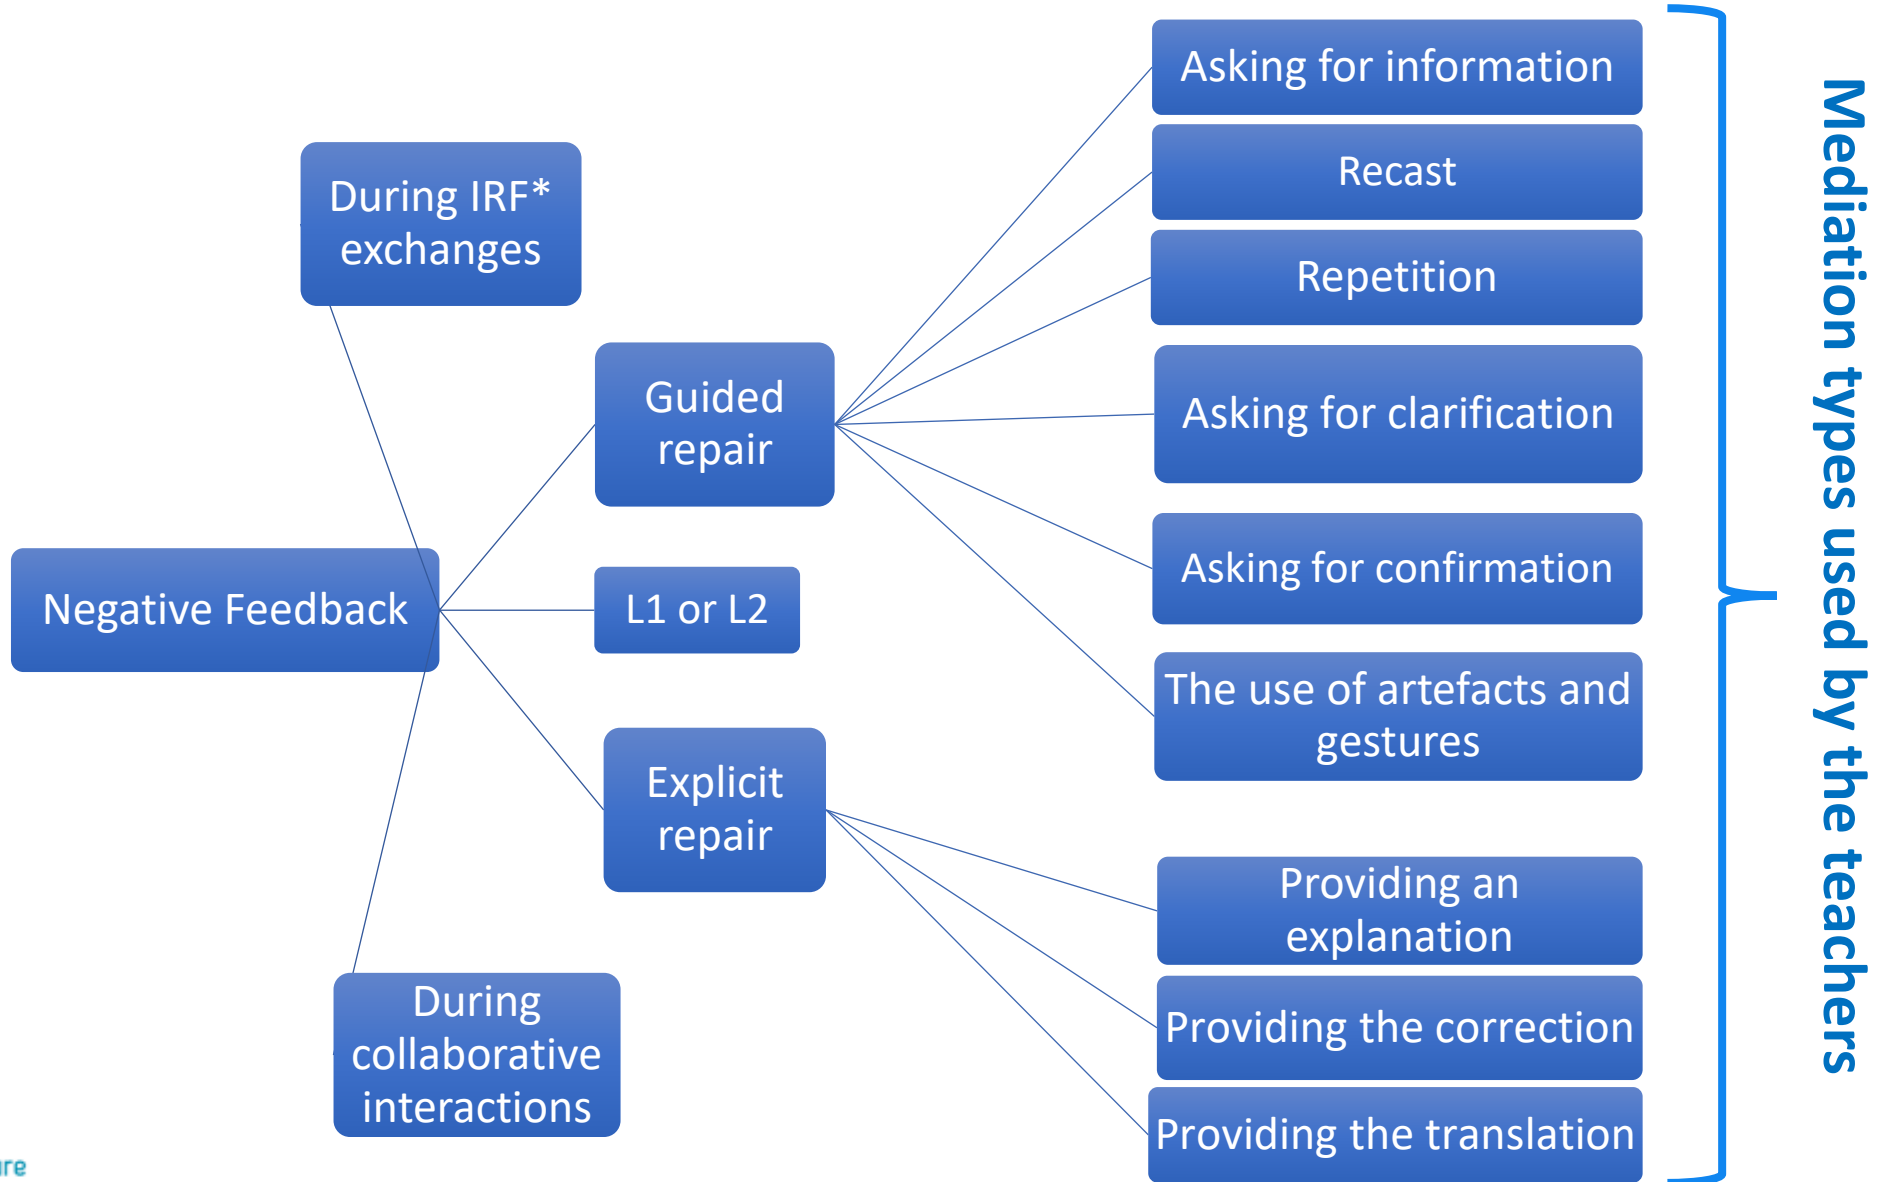 Negative Feedback
During IRF*
exchanges
Guided
repair
L1 or L2
Explicit
repair
During
collaborative
interactions
Asking for information
Recast
Repetition
Asking for clarification
Asking for confirmation
The use of artefacts and
gestures
Providing an
explanation
Providing the correction
Providing the translation
Mediation types used by the teachers